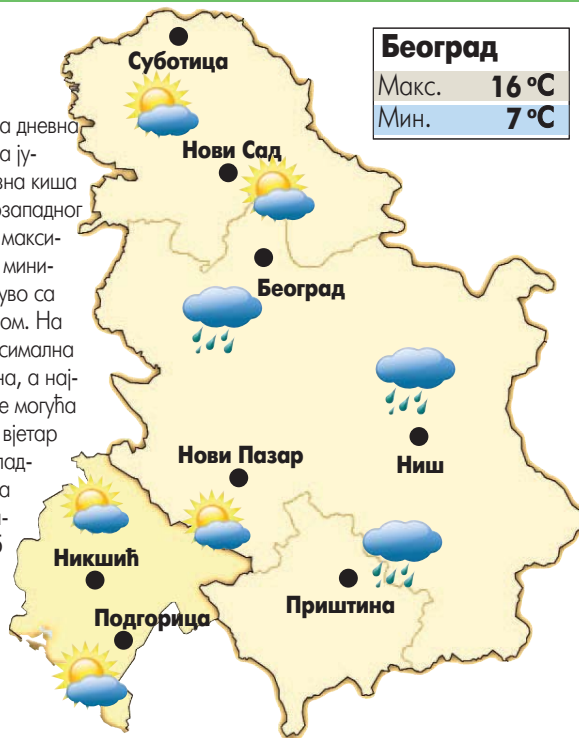 Београд
Макс. 16 °C
Мин. 7 °C
Суботица
Нови Сад
Београд
Ниш
Нови Пазар
Никшић
Подгорица
Приштина
а дневна
а ју-
вна киша
озападног
макси-
мини-
уво са
ом. На
симална
на, а нај-
е могућа
вјетар
пад-
а